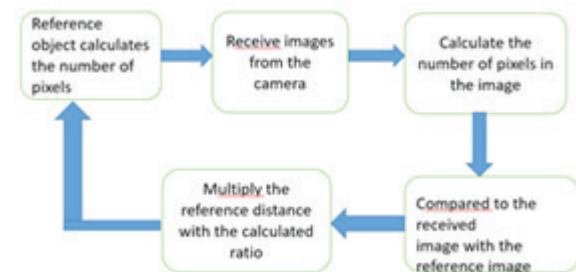 Reference
object calculates
the number of
pixels
Receive images
from the
camera
Calculate the
number of pixels in
the image
Compared to the
received
image with the
reference image
Multiply the
reference distance
with the calculated
ratio